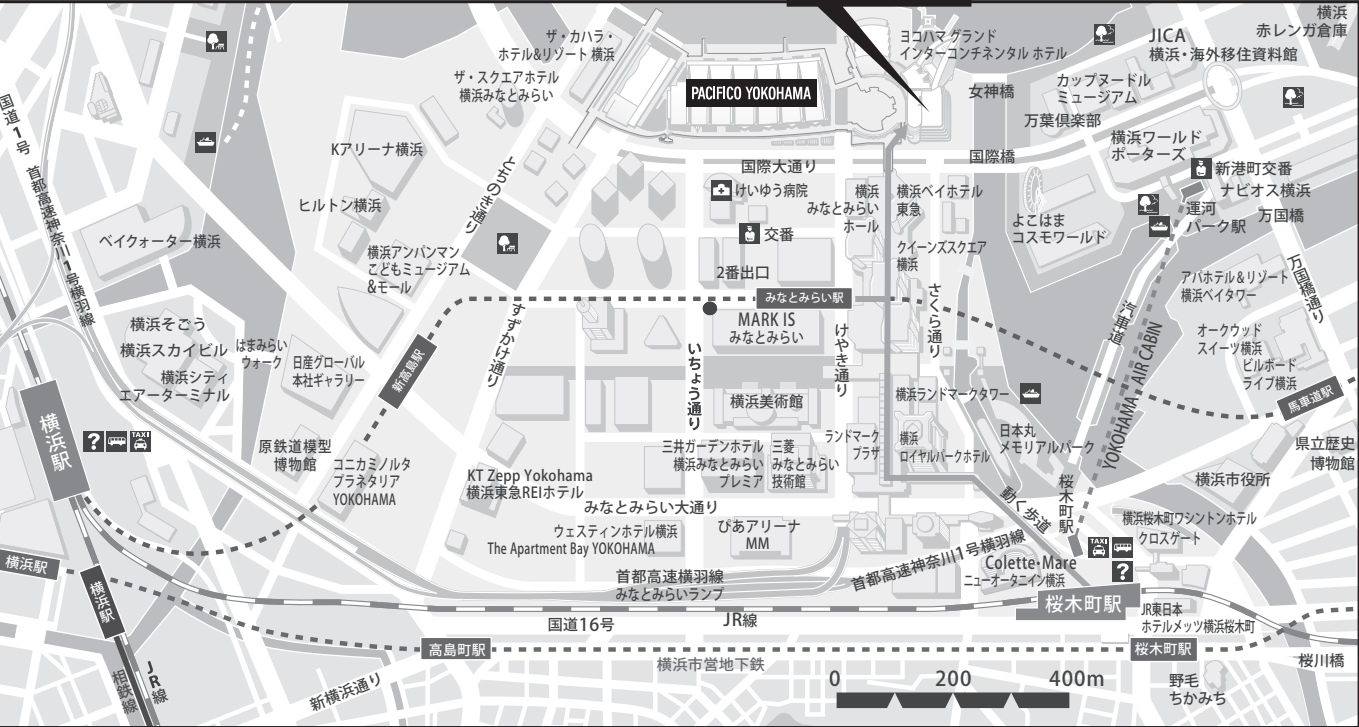 横浜
赤レンガ倉庫
JICA
横浜・海外移住資料館
ヨコハマ グランド
インターコンチネンタル ホテル
ザ・カハラ・
ホテル&リゾート 横浜
ザ・スクエアホテル
横浜みなとみらい
PACIFICO YOKOHAMA
女神橋
カップヌードル
ミュージアム
万葉倶楽部
横浜ワールド
ポーターズ
国道1号
首都高速神奈川1号横羽線
Kアリーナ横浜
とちのき通り
国際大通り
国際橋
新港町交番
ナビオス横浜
万国橋
運河
パーク駅
けいゆう病院
横浜
みなとみらい
ホール
横浜ベイホテル
東急
よこはま
コスモワールド
ヒルトン横浜
ベイクォーター横浜
横浜アンパンマン
こどもミュージアム
&モール
交番
クイーンズスクエア
横浜
2番出口
みなとみらい駅
さくら通り
アパホテル&リゾート
横浜ベイタワー
万国橋通り
汽車道
YOKOHAMA AIR CABIN
オークウッド
スイーツ横浜
ビルボード
ライブ横浜
馬車道駅
横浜そごう
横浜スカイビル
横浜シティ
エアーターミナル
はまみらい
ウォーク
日産グローバル
本社ギャラリー
新高島駅
すずかけ通り
MARK IS
みなとみらい
いちょう通り
けやき通り
横浜美術館
横浜ランドマークタワー
横浜駅
?
TAXI
原鉄道模型
博物館
コニカミノルタ
プラネタリア
YOKOHAMA
三井ガーデンホテル
横浜みなとみらい
プレミア
三菱
みなとみらい
技術館
ランドマーク
プラザ
横浜
ロイヤルパークホテル
日本丸
メモリアルパーク
県立歴史
博物館
横浜市役所
KT Zepp Yokohama
横浜東急REIホテル
みなとみらい大通り
動く歩道
桜木町駅
横浜桜木町ワシントンホテル
クロスゲート
ウェスティンホテル横浜
The Apartment Bay YOKOHAMA
ぴあアリーナ
MM
TAXI
?
首都高速神奈川1号横羽線
Colette・Mare
ニューオータニイン横浜
首都高速横羽線
みなとみらいランプ
横浜駅
横浜駅
桜木町駅
JR東日本
ホテルメッツ横浜桜木町
国道16号
JR線
高島町駅
横浜市営地下鉄
桜木町駅
桜川橋
相鉄線
JR線
新横浜通り
0 200 400m
野毛
ちかみち